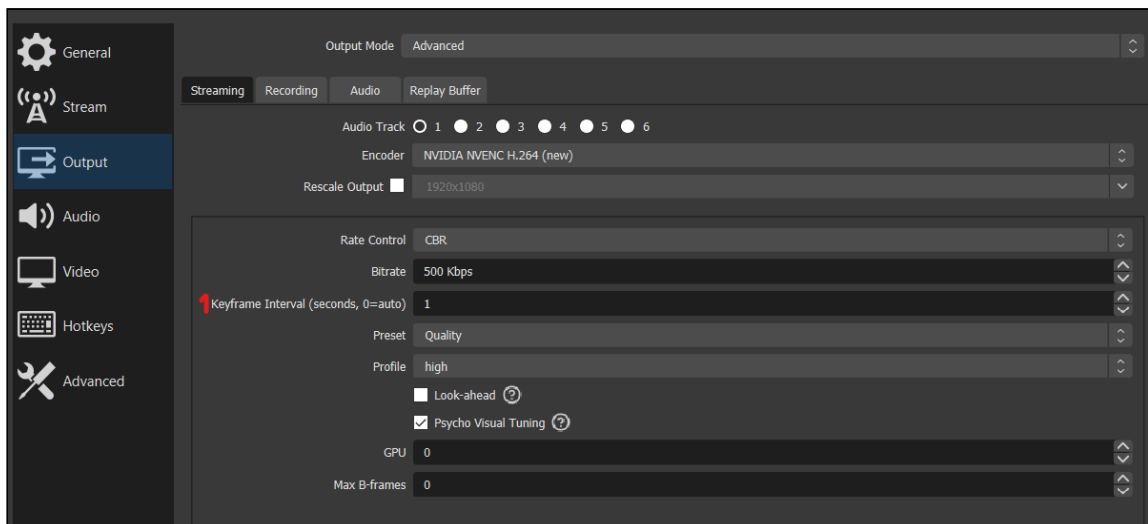 General
Stream
Output
Audio
Video
Hotkeys
Advanced
Output Mode Advanced
Streaming Recording Audio Replay Buffer
Audio Track 1 2 3 4 5 6
Encoder NVIDIA NVENC H.264 (new)
Rescale Output 1920x1080
Rate Control CBR
Bitrate 500 Kbps
1 Keyframe Interval (seconds, 0=auto) 1
Preset Quality
Profile high
Look-ahead ?
Psycho Visual Tuning ?
GPU 0
Max B-frames 0